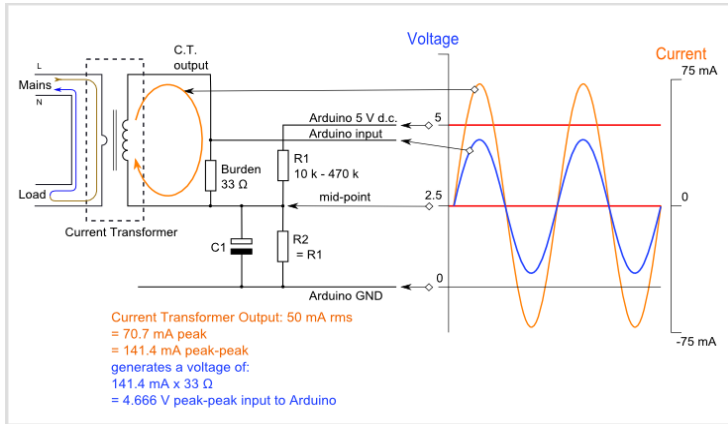 Voltage
Current
C.T.
output
L
Mains
N
Load
Current Transformer
Burden
33 Ω
Arduino 5 V d.c.
Arduino input
R1
10 k - 470 k
mid-point
C1
R2
= R1
Arduino GND
5
2.5
0
75 mA
0
-75 mA
Current Transformer Output: 50 mA rms
= 70.7 mA peak
= 141.4 mA peak-peak
generates a voltage of:
141.4 mA x 33 Ω
= 4.666 V peak-peak input to Arduino